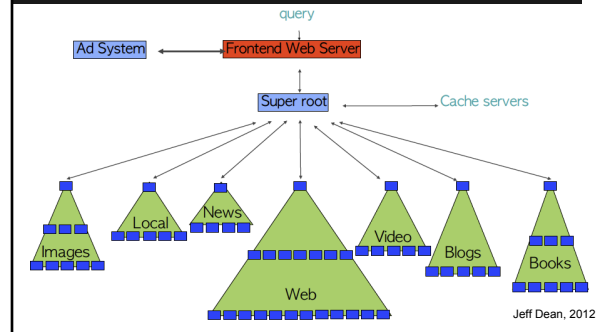 query
Ad System
Frontend Web Server
Super root
Cache servers
Images
Local
News
Web
Video
Blogs
Books
Jeff Dean, 2012